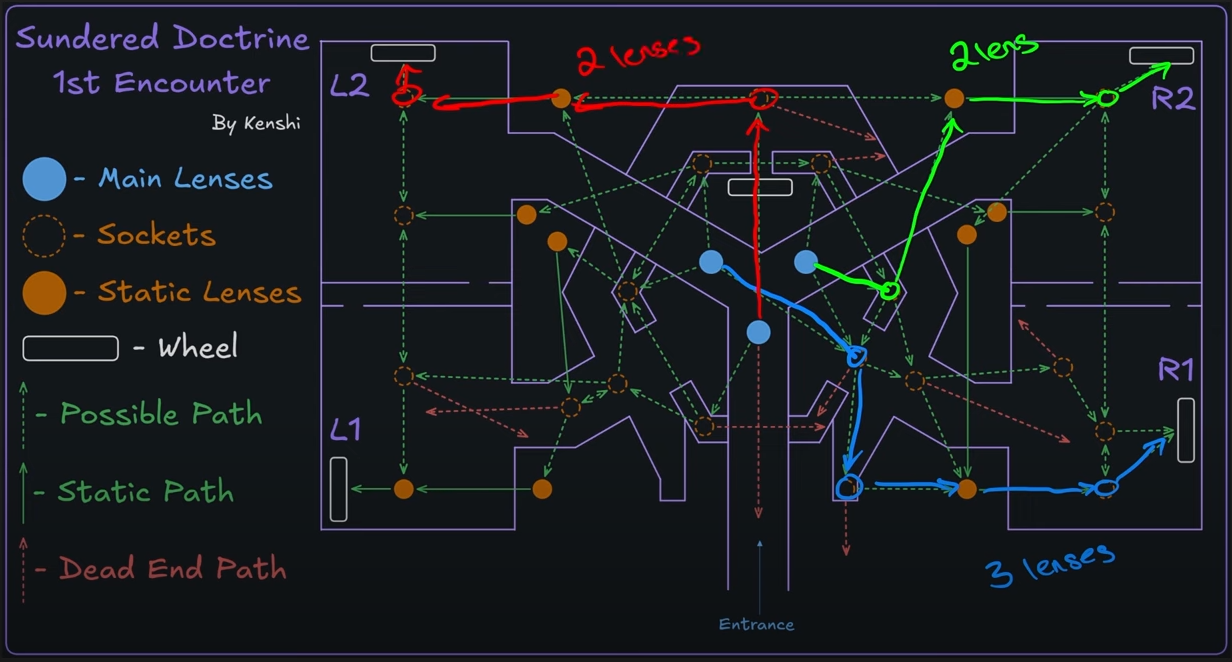 Sundered Doctrine
1st Encounter
By Kenshi
- Main Lenses
- Sockets
- Static Lenses
- Wheel
- Possible Path
- Static Path
- Dead End Path
2 lenses
2 lens
L2
R2
L1
R1
3 lenses
Entrance